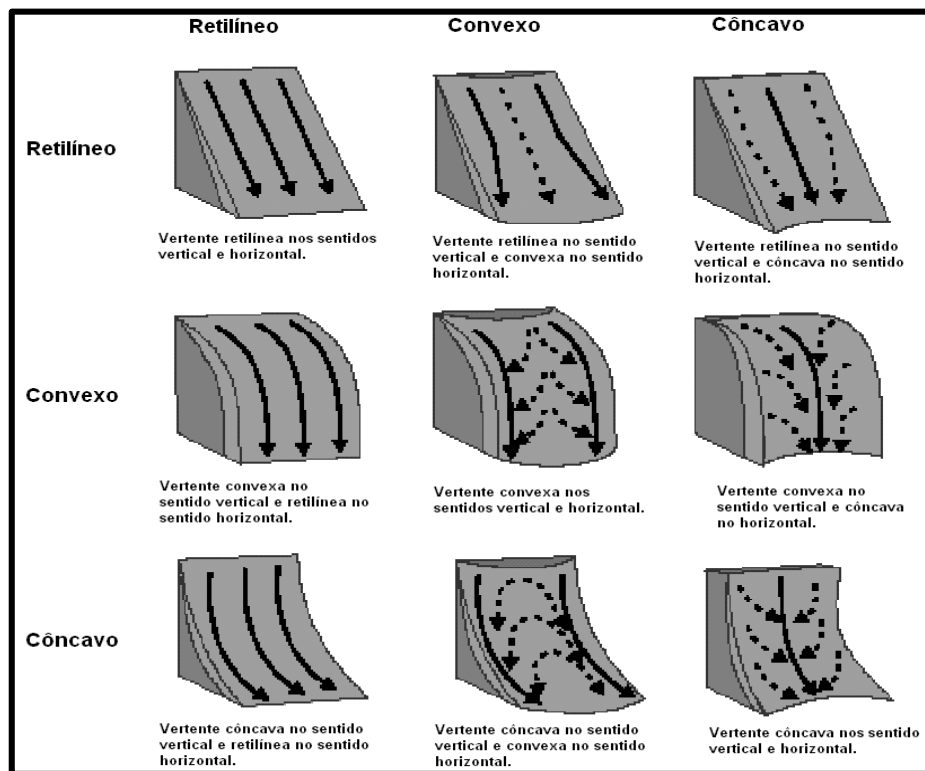 Retilíneo
Convexo
Côncavo
Retilíneo
Vertente retilínea nos sentidos
vertical e horizontal.
Vertente retilínea no sentido
vertical e convexa no sentido
horizontal.
Vertente retilínea no sentido
vertical e côncava no sentido
horizontal.
Convexo
Vertente convexa no
sentido vertical e retilínea no
sentido horizontal.
Vertente convexa nos
sentidos vertical e horizontal.
Vertente convexa no
sentido vertical e côncava
no horizontal.
Côncavo
Vertente côncava no sentido
vertical e retilínea no sentido
horizontal.
Vertente côncava no sentido
vertical e convexa no sentido
horizontal.
Vertente côncava nos sentido
vertical e horizontal.